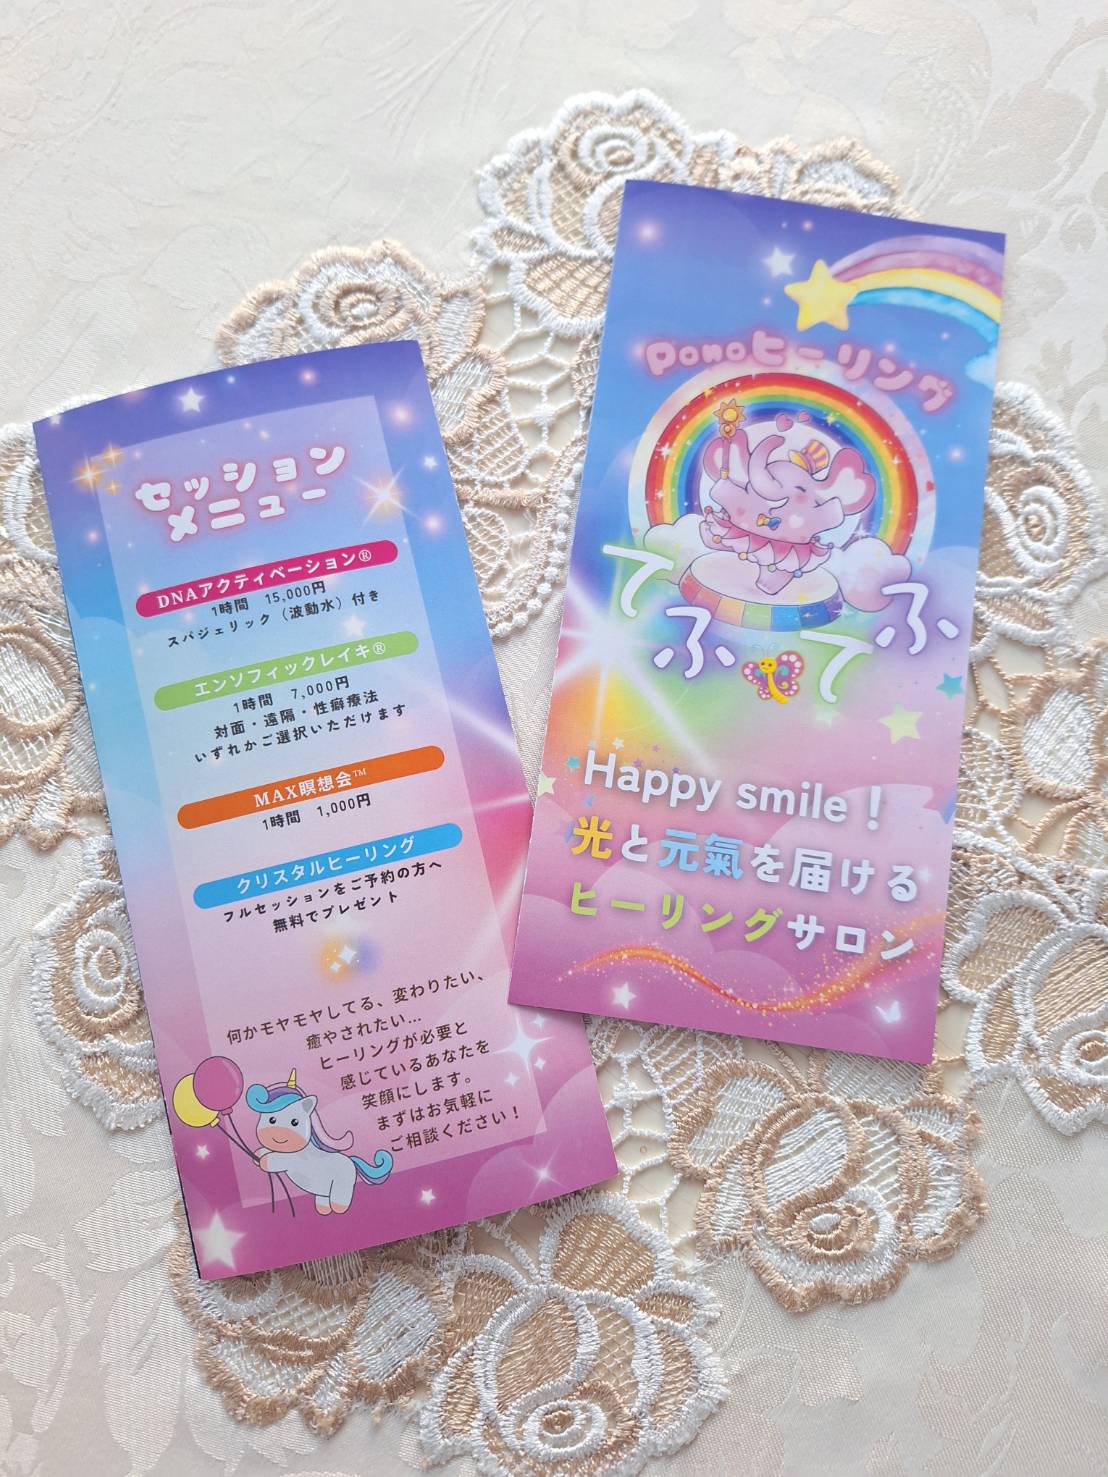 セッション
メニュー
DNAアクティベーション®
1時間 15,000円
スパジェリック（波動水）付き
エンソフィックレイキ®
1時間 7,000円
対面・遠隔・性癖療法
いずれかご選択いただけます
MAX瞑想会™
1時間 1,000円
クリスタルヒーリング
フルセッションをご予約の方へ
無料でプレゼント
何かモヤモヤしてる、変わりたい、
癒やされたい...
ヒーリングが必要と
感じているあなたを
笑顔にします。
まずはお気軽に
ご相談ください！
Ponoヒーリング
てふてふ
Happy smile！
光と元氣を届ける
ヒーリングサロン